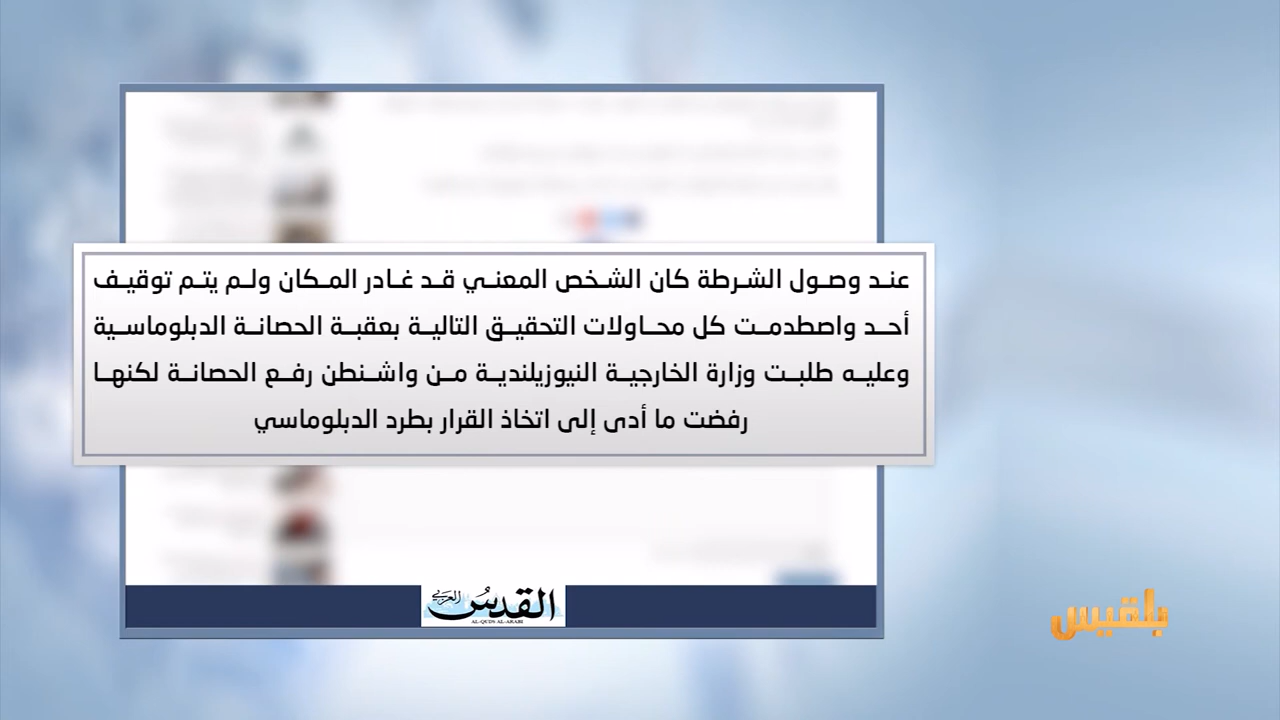 عند وصول الشرطة كان الشخص المعني قد غادر المكان ولم يتم توقيف
أحد واصطدمت كل محاولات التحقيق التالية بعقبة الحصانة الدبلوماسية
وعليه طلبت وزارة الخارجية النيوزيلندية من واشنطن رفع الحصانة لكنها
رفضت ما أدى إلى اتخاذ القرار بطرد الدبلوماسي
القدس العربي
AL-QUDS AL-ARABI
بلقيس